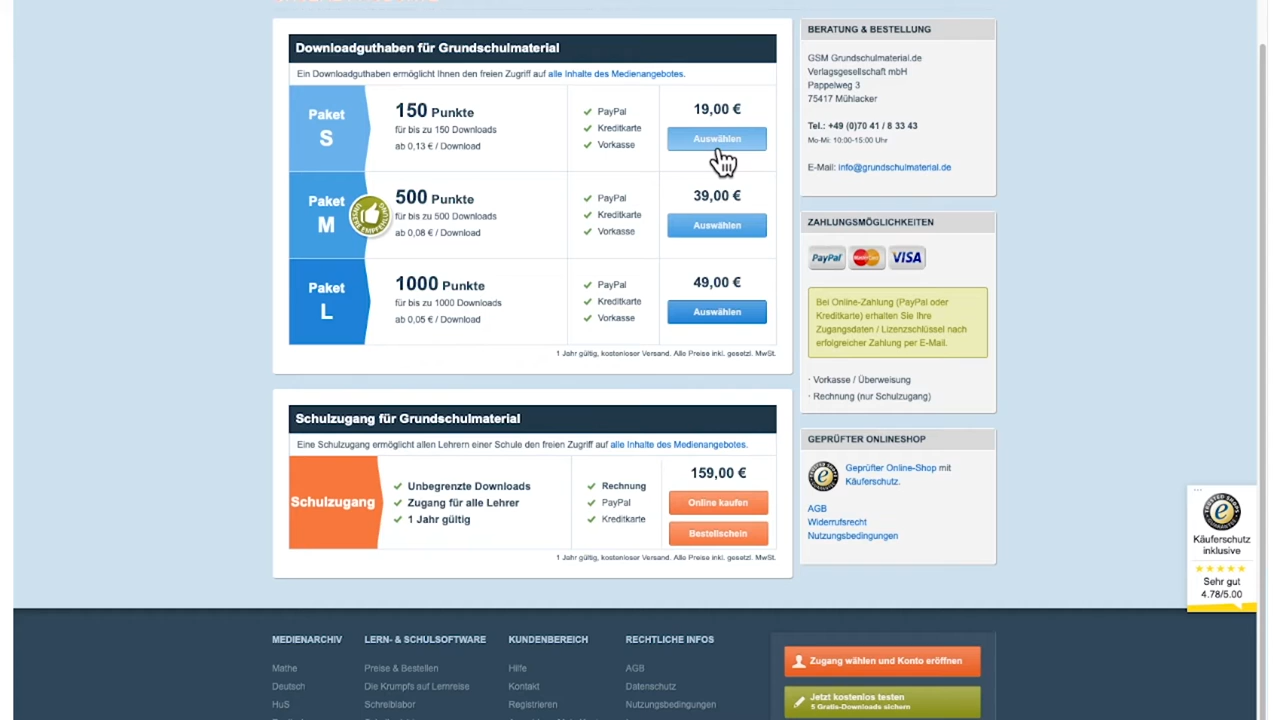 Downloadguthaben für Grundschulmaterial
Ein Downloadguthaben ermöglicht Ihnen den freien Zugriff auf alle Inhalte des Medienangebotes.
Paket
S
150 Punkte
für bis zu 150 Downloads
ab 0,13 € / Download
PayPal
Kreditkarte
Vorkasse
19,00 €
Auswählen
Paket
M
500 Punkte
für bis zu 500 Downloads
ab 0,08 € / Download
PayPal
Kreditkarte
Vorkasse
39,00 €
Auswählen
Paket
L
1000 Punkte
für bis zu 1000 Downloads
ab 0,05 € / Download
PayPal
Kreditkarte
Vorkasse
49,00 €
Auswählen
1 Jahr gültig, kostenloser Versand. Alle Preise inkl. gesetzl. MwSt.
Schulzugang für Grundschulmaterial
Eine Schulzugang ermöglicht allen Lehrern einer Schule den freien Zugriff auf alle Inhalte des Medienangebotes.
Schulzugang
Unbegrenzte Downloads
Zugang für alle Lehrer
1 Jahr gültig
Rechnung
PayPal
Kreditkarte
159,00 €
Online kaufen
Bestellschein
1 Jahr gültig, kostenloser Versand. Alle Preise inkl. gesetzl. MwSt.
BERATUNG & BESTELLUNG
GSM Grundschulmaterial.de
Verlagsgesellschaft mbH
Pappelweg 3
75417 Mühlacker
Tel.: +49 (0)70 41 / 8 33 43
Mo-Mi: 10:00-15:00 Uhr
E-Mail: info@grundschulmaterial.de
ZAHLUNGSMÖGLICHKEITEN
PayPal
MasterCard
VISA
Bei Online-Zahlung (PayPal oder
Kreditkarte) erhalten Sie Ihre
Zugangsdaten / Lizenzschlüssel nach
erfolgreicher Zahlung per E-Mail.
· Vorkasse / Überweisung
· Rechnung (nur Schulzugang)
GEPRÜFTER ONLINESHOP
Geprüfter Online-Shop mit
Käuferschutz.
AGB
Widerrufsrecht
Nutzungsbedingungen
Käuferschutz
inklusive
Sehr gut
4.78/5.00
MEDIENARCHIV
Mathe
Deutsch
HuS
LERN- & SCHULSOFTWARE
Preise & Bestellen
Die Krumpfs auf Lernreise
Schreiblabor
KUNDENBEREICH
Hilfe
Kontakt
Registrieren
RECHTLICHE INFOS
AGB
Datenschutz
Nutzungsbedingungen
Zugang wählen und Konto eröffnen
Jetzt kostenlos testen
5 Gratis-Downloads sichern